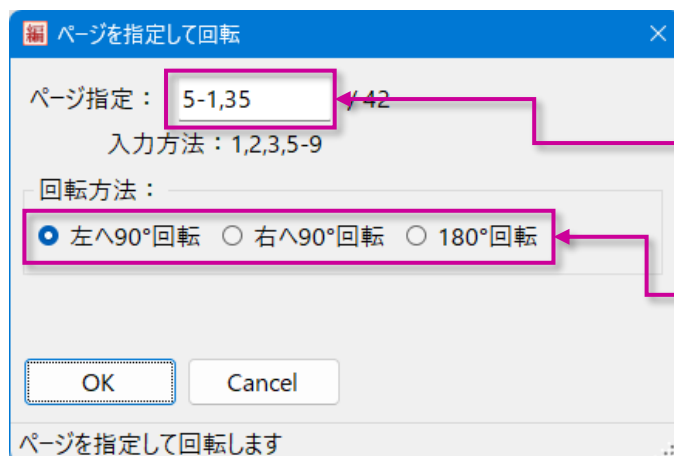 編 ページを指定して回転
ページ指定： 5-1,35 / 42
入力方法：1,2,3,5-9
回転方法：
左へ90°回転 右へ90°回転 180°回転
OK Cancel
ページを指定して回転します